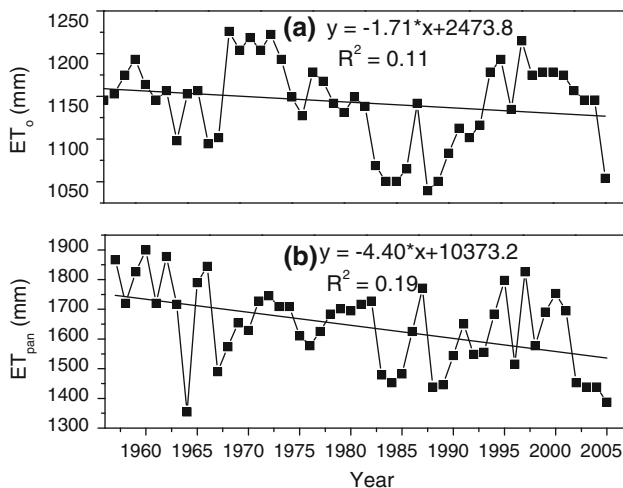 (a) y = -1.71*x+2473.8
R² = 0.11
1250
1200
1150
1100
1050
ETo (mm)
(b) y = -4.40*x+10373.2
R² = 0.19
1900
1800
1700
1600
1500
1400
1300
ETpan (mm)
1960 1965 1970 1975 1980 1985 1990 1995 2000 2005
Year